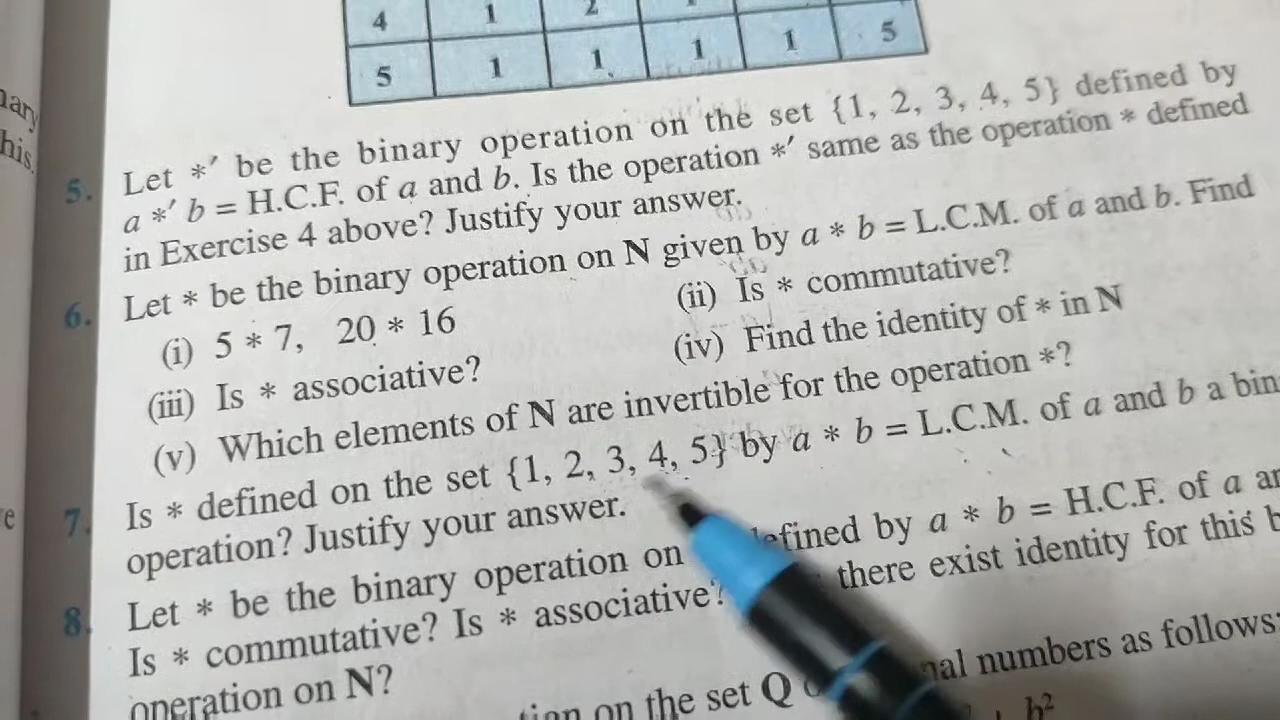 nary
his.
e
4 1 2
5 1 1 1 1 5
5. Let *′ be the binary operation on the set {1, 2, 3, 4, 5} defined by
a *′ b = H.C.F. of a and b. Is the operation *′ same as the operation * defined
in Exercise 4 above? Justify your answer.
6. Let * be the binary operation on N given by a * b = L.C.M. of a and b. Find
(i) 5 * 7, 20 * 16 (ii) Is * commutative?
(iii) Is * associative? (iv) Find the identity of * in N
(v) Which elements of N are invertible for the operation *?
7. Is * defined on the set {1, 2, 3, 4, 5} by a * b = L.C.M. of a and b a bin
operation? Justify your answer.
8. Let * be the binary operation on efined by a * b = H.C.F. of a an
Is * commutative? Is * associative? there exist identity for this b
operation on N?
tion on the set Q o nal numbers as follows:
+ b²